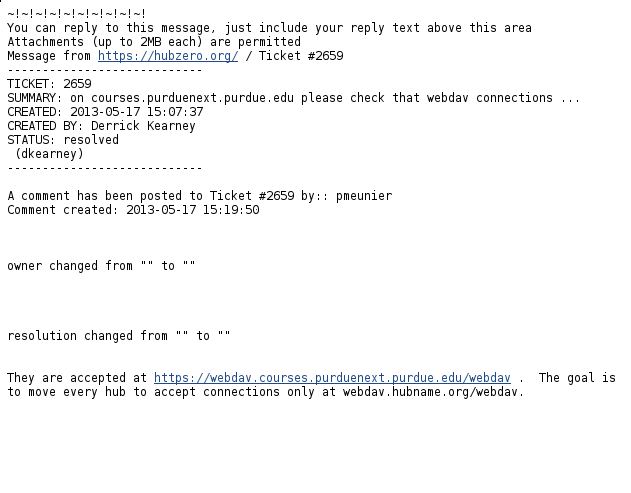 ~!~!~!~!~!~!~!~!~!~!
You can reply to this message, just include your reply text above this area
Attachments (up to 2MB each) are permitted
Message from https://hubzero.org/ / Ticket #2659
----------------------------
TICKET: 2659
SUMMARY: on courses.purduenext.purdue.edu please check that webdav connections ...
CREATED: 2013-05-17 15:07:37
CREATED BY: Derrick Kearney
STATUS: resolved
(dkearney)
----------------------------
A comment has been posted to Ticket #2659 by:: pmeunier
Comment created: 2013-05-17 15:19:50
owner changed from "" to ""
resolution changed from "" to ""
They are accepted at https://webdav.courses.purduenext.purdue.edu/webdav .  The goal is
to move every hub to accept connections only at webdav.hubname.org/webdav.